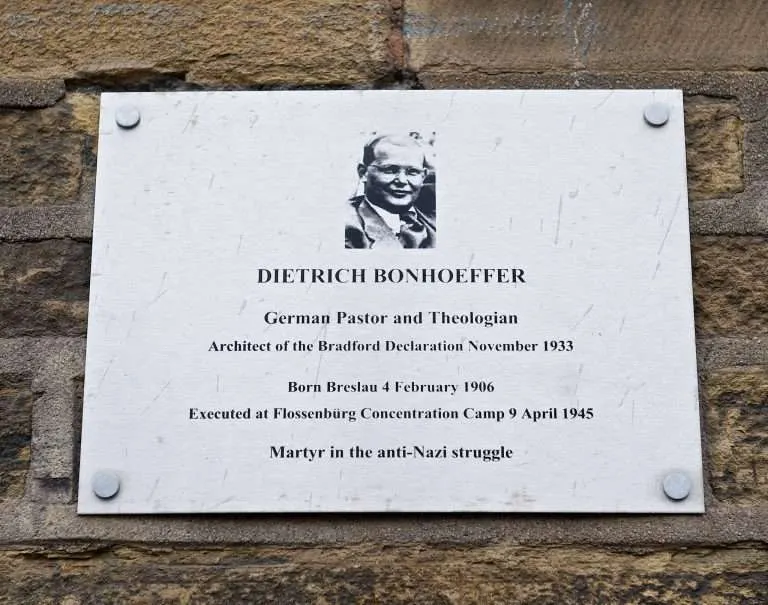 DIETRICH BONHOEFFER
German Pastor and Theologian
Architect of the Bradford Declaration November 1933
Born Breslau 4 February 1906
Executed at Flossenbürg Concentration Camp 9 April 1945
Martyr in the anti-Nazi struggle